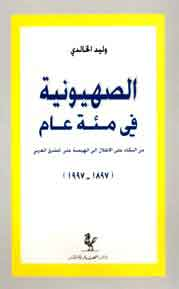 وليد الخالدي
الصهيونية
في مئة عام
من البكاء على الأطلال إلى الهيمنة على المشرق العربي
(١٨٩٧ - ١٩٩٧)